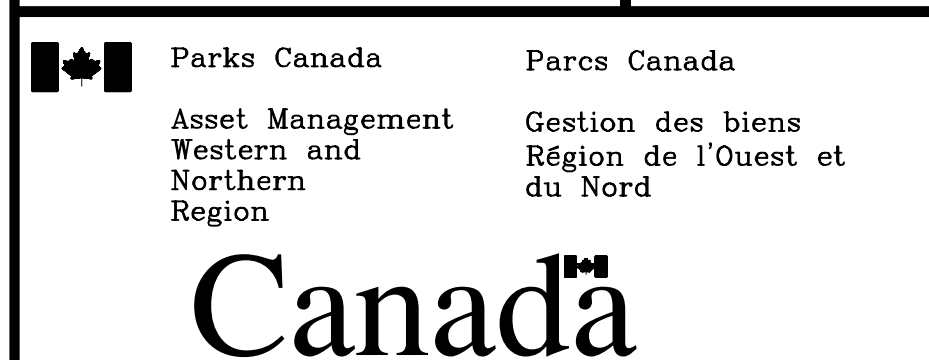 Parks Canada
Asset Management
Western and
Northern
Region
Parcs Canada
Gestion des biens
Région de l'Ouest et
du Nord
Canada